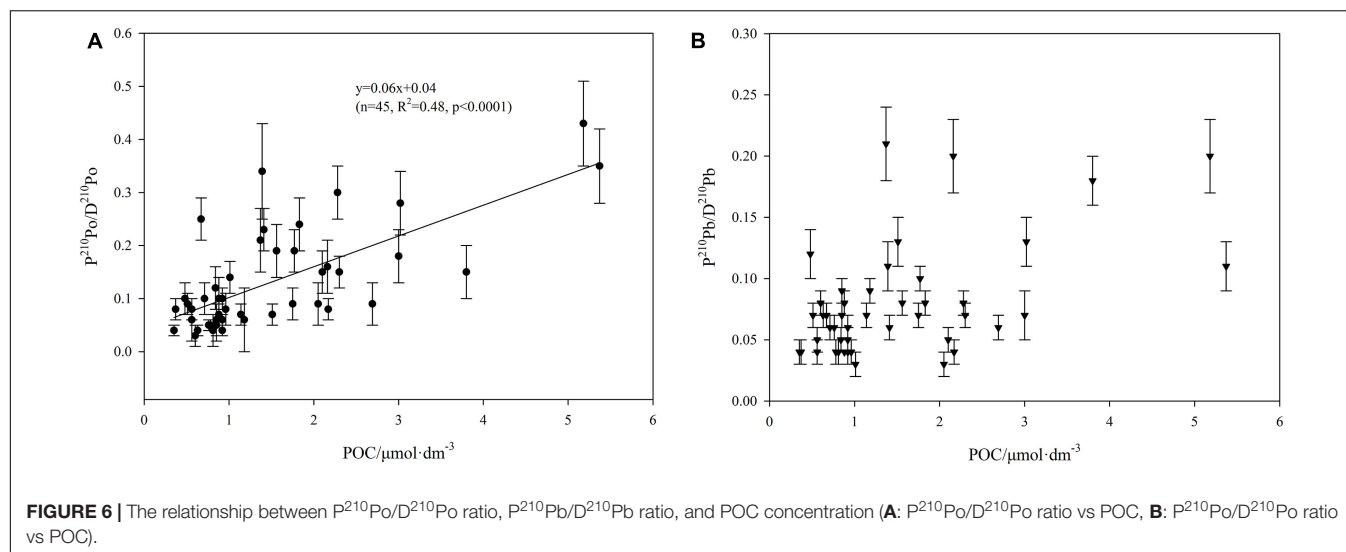 A
0.6
0.5
0.4
0.3
0.2
0.1
0.0
P²¹⁰Po/D²¹⁰Po
y=0.06x+0.04
(n=45, R²=0.48, p<0.0001)
0 1 2 3 4 5 6
POC/μmol·dm⁻³
B
0.30
0.25
0.20
0.15
0.10
0.05
0.00
P²¹⁰Pb/D²¹⁰Pb
0 1 2 3 4 5 6
POC/μmol·dm⁻³
FIGURE 6 | The relationship between P²¹⁰Po/D²¹⁰Po ratio, P²¹⁰Pb/D²¹⁰Pb ratio, and POC concentration (A: P²¹⁰Po/D²¹⁰Po ratio vs POC, B: P²¹⁰Po/D²¹⁰Po ratio
vs POC).